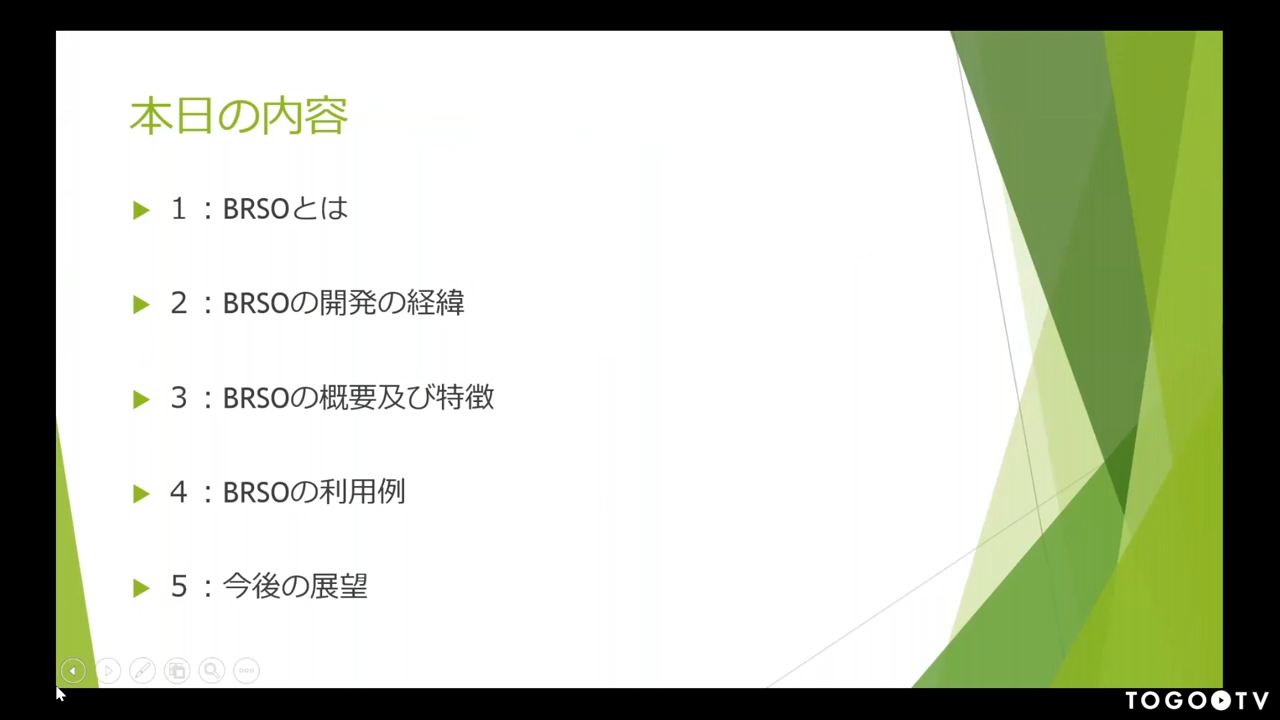 本日の内容
１：BRSOとは
２：BRSOの開発の経緯
３：BRSOの概要及び特徴
４：BRSOの利用例
５：今後の展望
TOGOTV